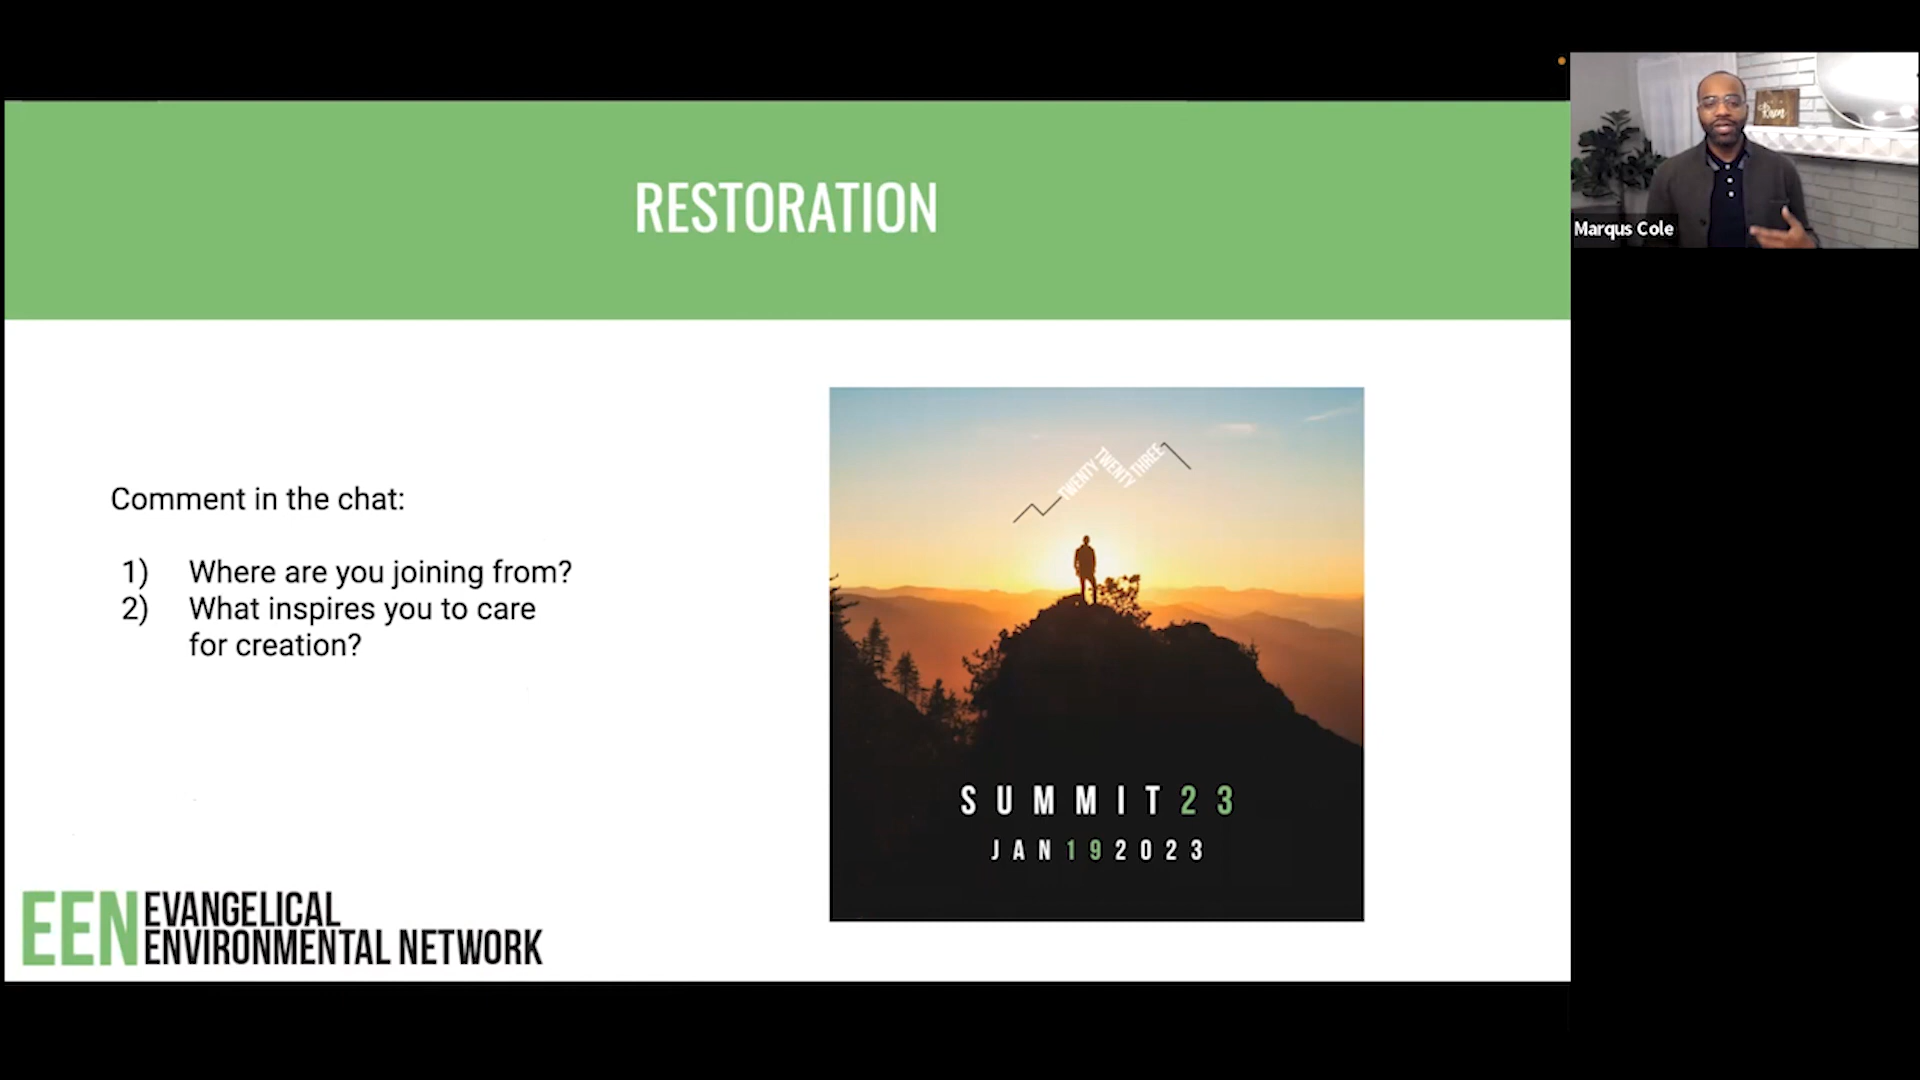 RESTORATION
Marqus Cole
Comment in the chat:
1) Where are you joining from?
2) What inspires you to care
for creation?
TWENTY TWENTY THREE
SUMMIT23
JAN192023
EEN EVANGELICAL
ENVIRONMENTAL NETWORK